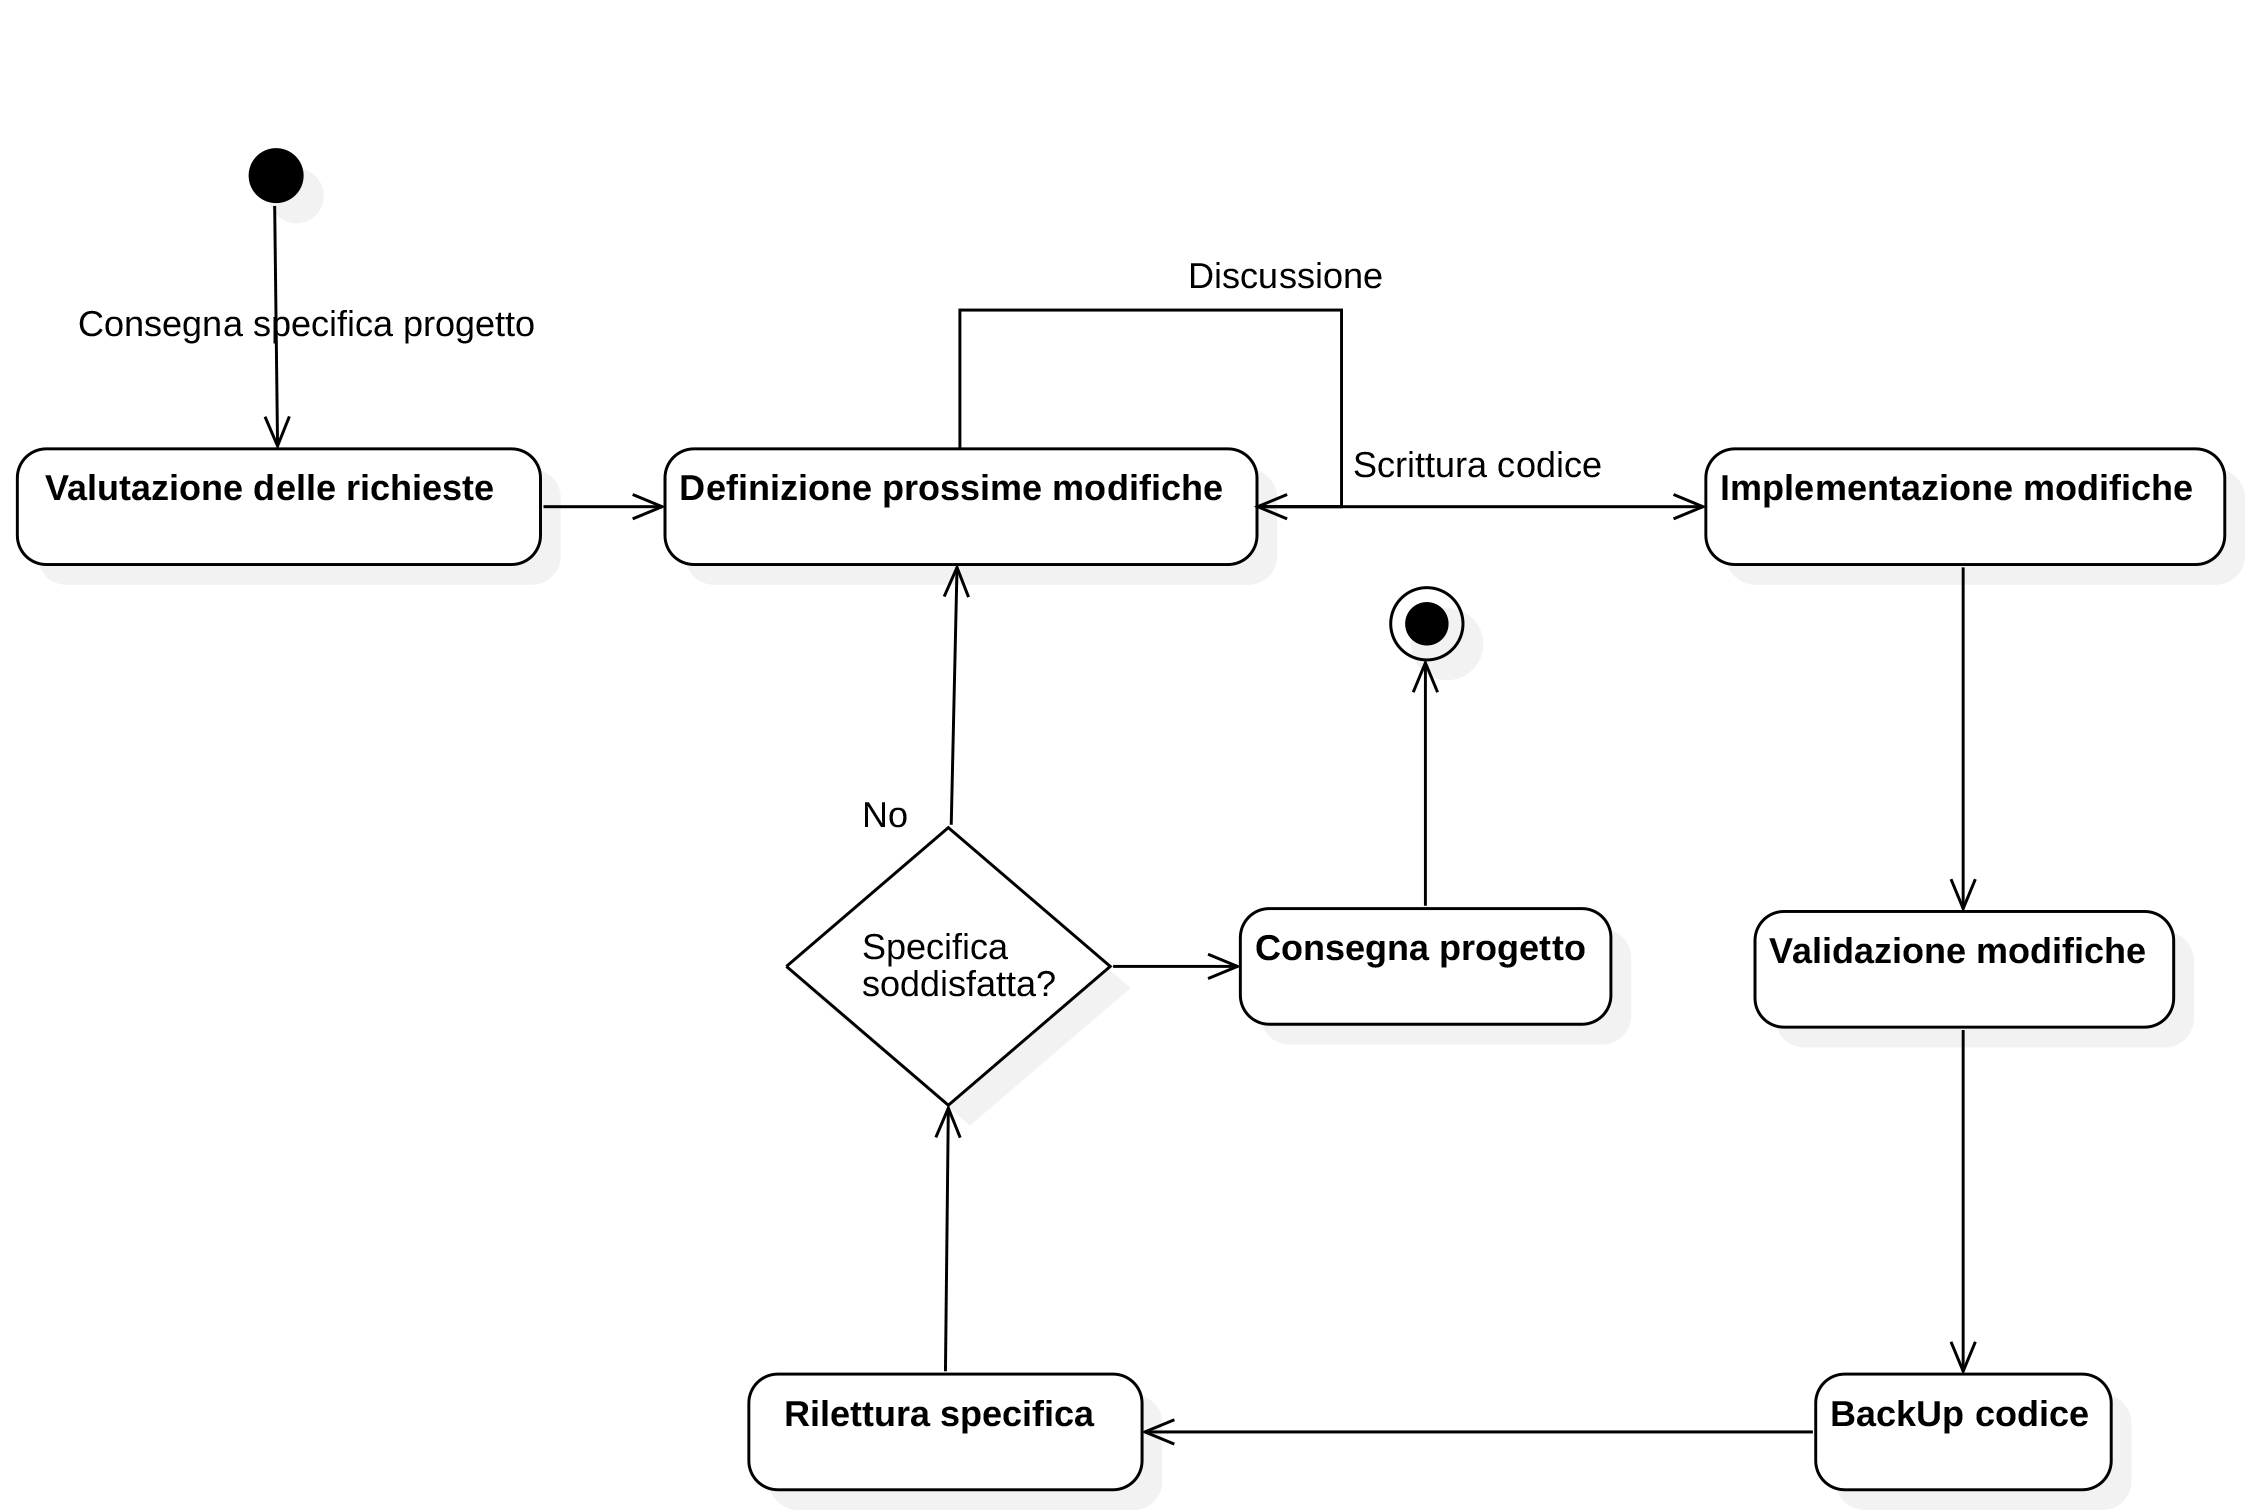 Discussione
Consegna specifica progetto
Scrittura codice
Valutazione delle richieste
Definizione prossime modifiche
Implementazione modifiche
No
Specifica
soddisfatta?
Consegna progetto
Validazione modifiche
Rilettura specifica
BackUp codice